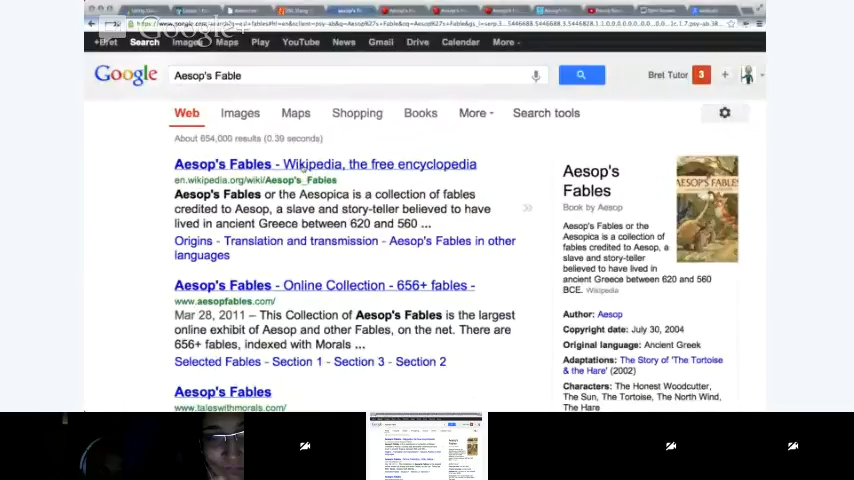 +Bret Search Images Maps Play YouTube News Gmail Drive Calendar More
Google
Aesop's Fable
Bret Tutor 3 +
Web Images Maps Shopping Books More Search tools
About 654,000 results (0.39 seconds)
Aesop's Fables - Wikipedia, the free encyclopedia
en.wikipedia.org/wiki/Aesop's_Fables
Aesop's Fables or the Aesopica is a collection of fables
credited to Aesop, a slave and story-teller believed to have
lived in ancient Greece between 620 and 560 ...
Origins - Translation and transmission - Aesop's Fables in other
languages
Aesop's Fables - Online Collection - 656+ fables -
www.aesopfables.com/
Mar 28, 2011 – This Collection of Aesop's Fables is the largest
online exhibit of Aesop and other Fables, on the net. There are
656+ fables, indexed with Morals ...
Selected Fables - Section 1 - Section 3 - Section 2
Aesop's Fables
www.taleswithmorals.com/
Aesop's
Fables
Book by Aesop
AESOP'S FABLES
Aesop's Fables or the
Aesopica is a collection of
fables credited to Aesop, a
slave and story-teller
believed to have lived in
ancient Greece
between 620 and 560
BCE. Wikipedia
Author: Aesop
Copyright date: July 30, 2004
Original language: Ancient Greek
Adaptations: The Story of 'The Tortoise
& the Hare' (2002)
Characters: The Honest Woodcutter,
The Sun, The Tortoise, The North Wind,
The Hare